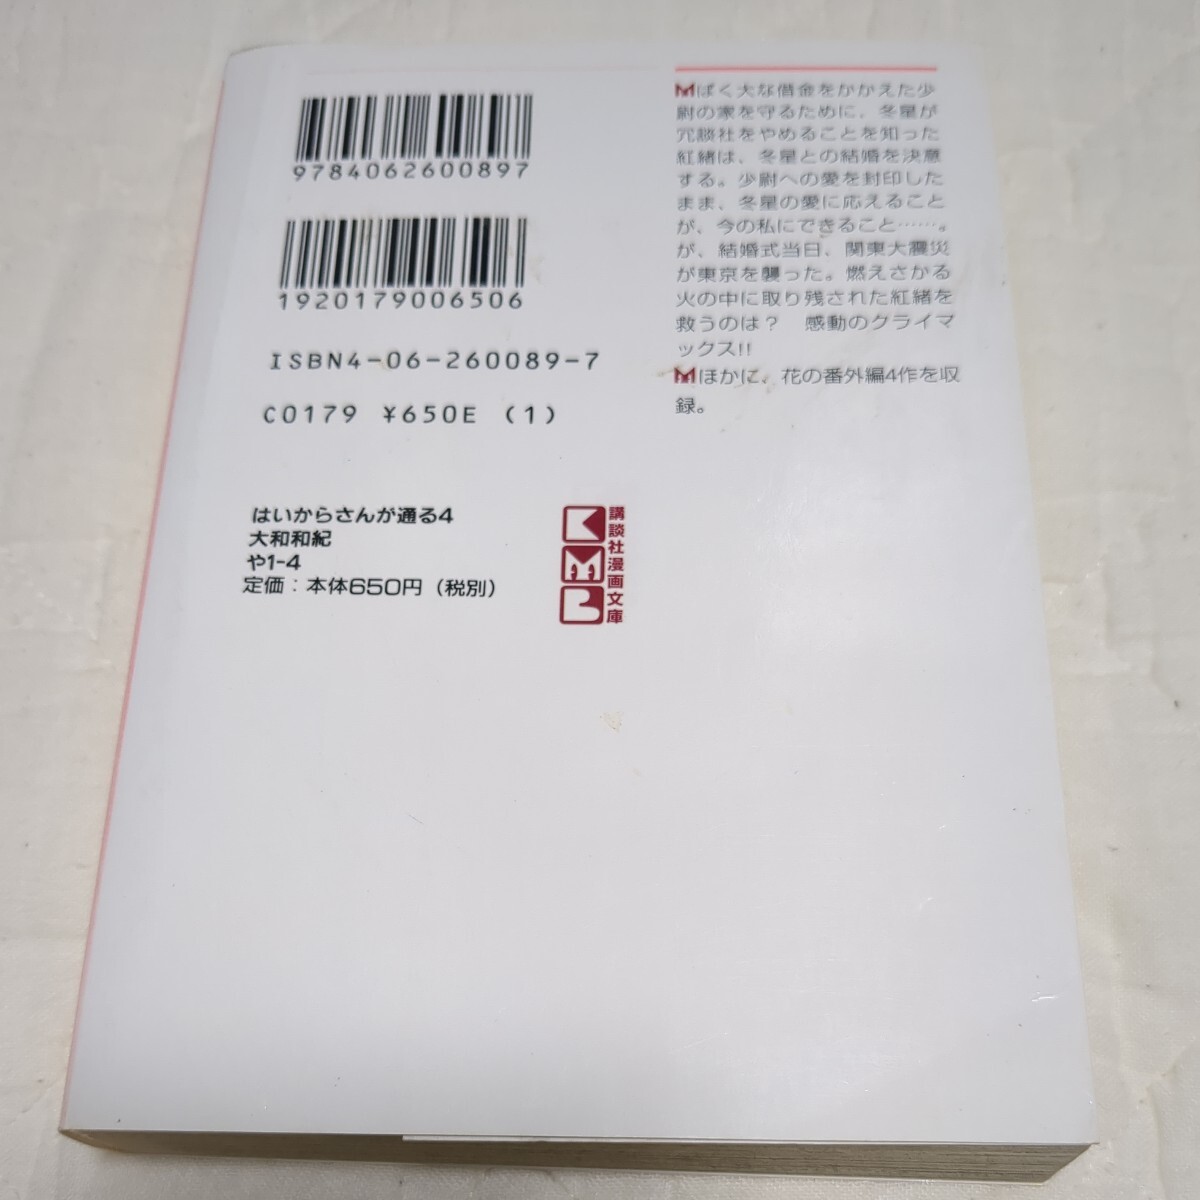 9784062600897
1920179006506
ISBN4-06-260089-7
C0179 ¥650E (1)
ばく大な借金をかかえた少
尉の家を守るために、冬星が
冗談社をやめることを知った
紅緒は、冬星との結婚を決意
する。少尉への愛を封印した
まま、冬星の愛に応えること
が、今の私にできること……。
が、結婚式当日、関東大震災
が東京を襲った。燃えさかる
火の中に取り残された紅緒を
救うのは？　感動のクライマ
ックス!!
ほかに、花の番外編4作を収
録。
はいからさんが通る4
大和和紀
や1-4
定価：本体650円（税別）
KMB
講談社漫画文庫